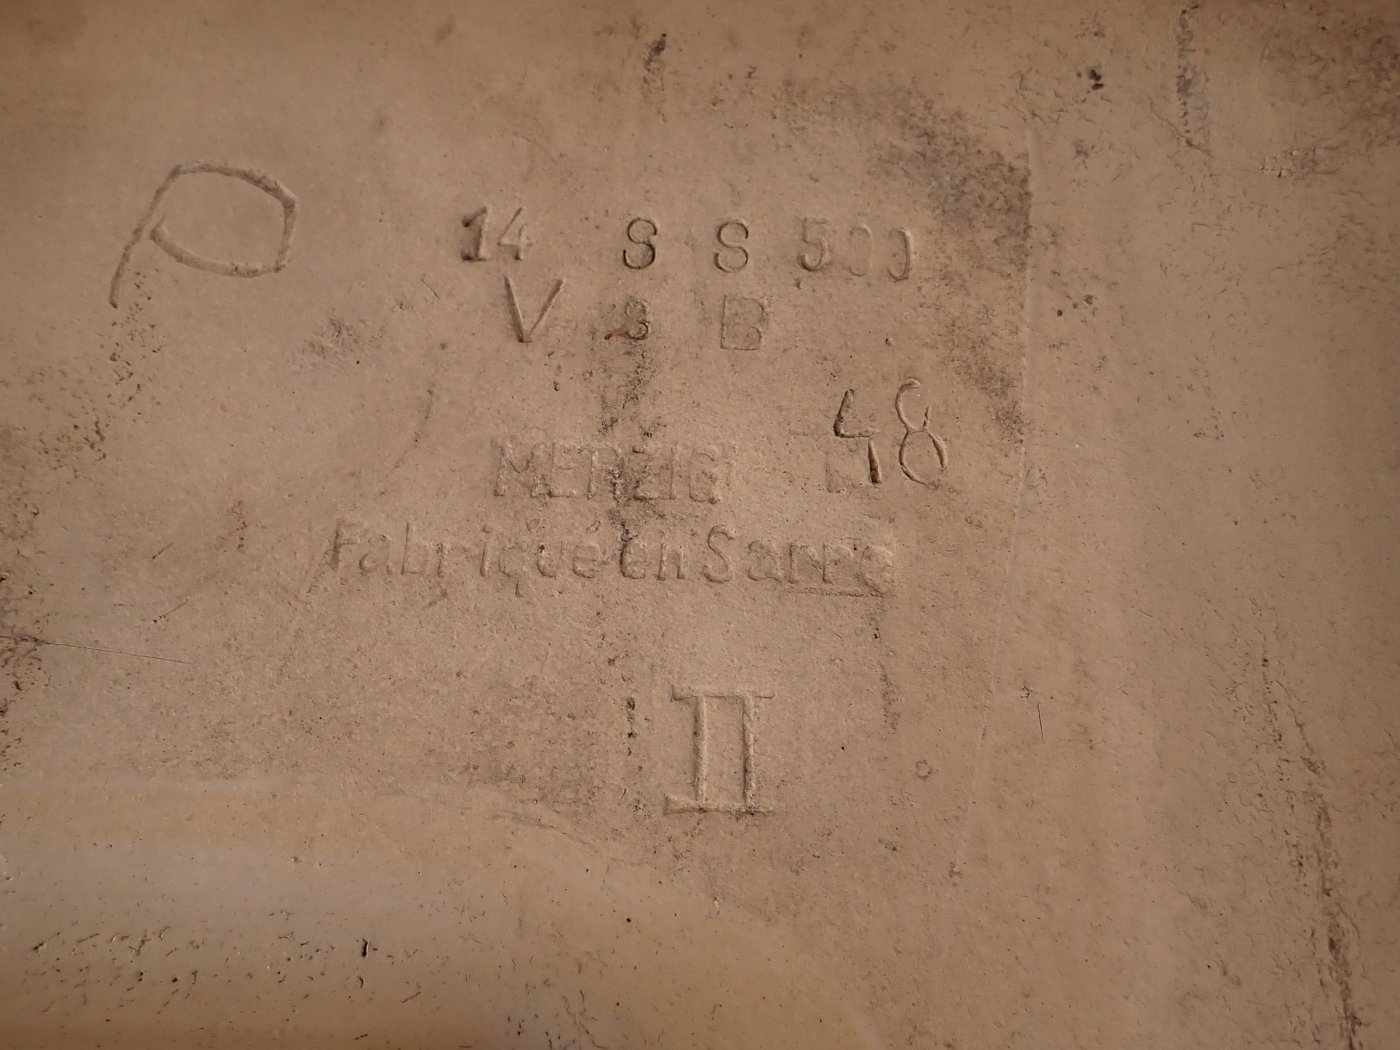 P
14 S S 500
V & B
48
MERZIG
Fabriqué en Sarre
II